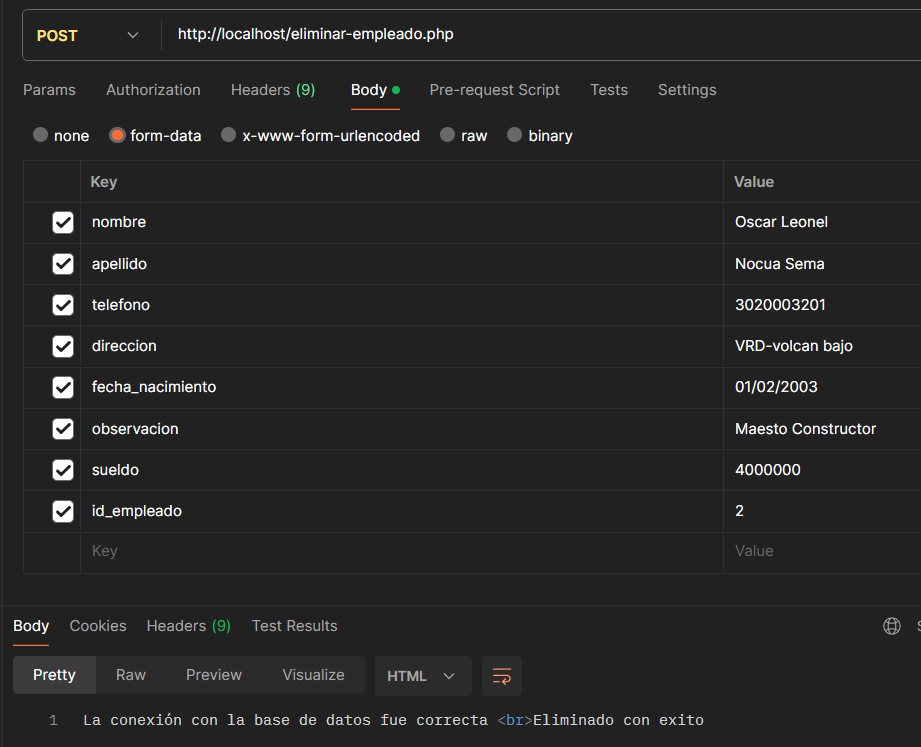 POST http://localhost/eliminar-empleado.php
Params Authorization Headers (9) Body Pre-request Script Tests Settings
none form-data x-www-form-urlencoded raw binary
Key Value
nombre Oscar Leonel
apellido Nocua Sema
telefono 3020003201
direccion VRD-volcan bajo
fecha_nacimiento 01/02/2003
observacion Maesto Constructor
sueldo 4000000
id_empleado 2
Key Value
Body Cookies Headers (9) Test Results
Pretty Raw Preview Visualize HTML
1 La conexión con la base de datos fue correcta <br>Eliminado con exito